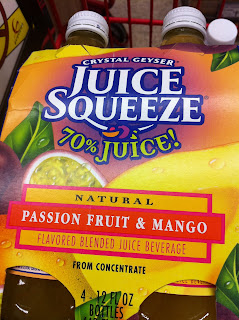 CRYSTAL GEYSER
JUICE
SQUEEZE
70% JUICE!
NATURAL
PASSION FRUIT & MANGO
FLAVORED BLENDED JUICE BEVERAGE
FROM CONCENTRATE
4 - 12 FL OZ
BOTTLES